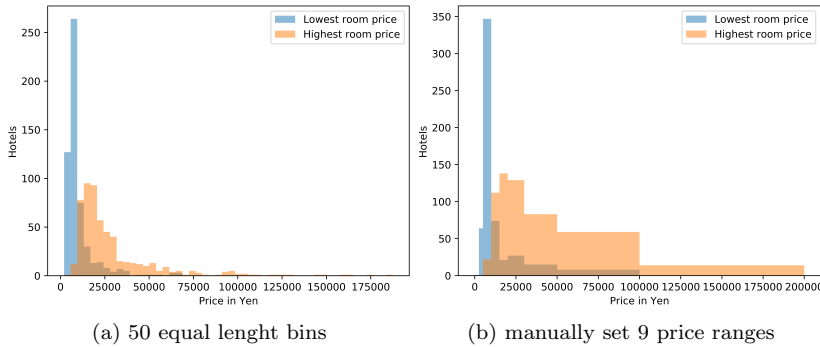 Lowest room price
Highest room price
250
200
150
100
50
0
Hotels
0 25000 50000 75000 100000 125000 150000 175000
Price in Yen
(a) 50 equal lenght bins
Lowest room price
Highest room price
350
300
250
200
150
100
50
0
Hotels
0 25000 50000 75000 100000 125000 150000 175000 200000
Price in Yen
(b) manually set 9 price ranges